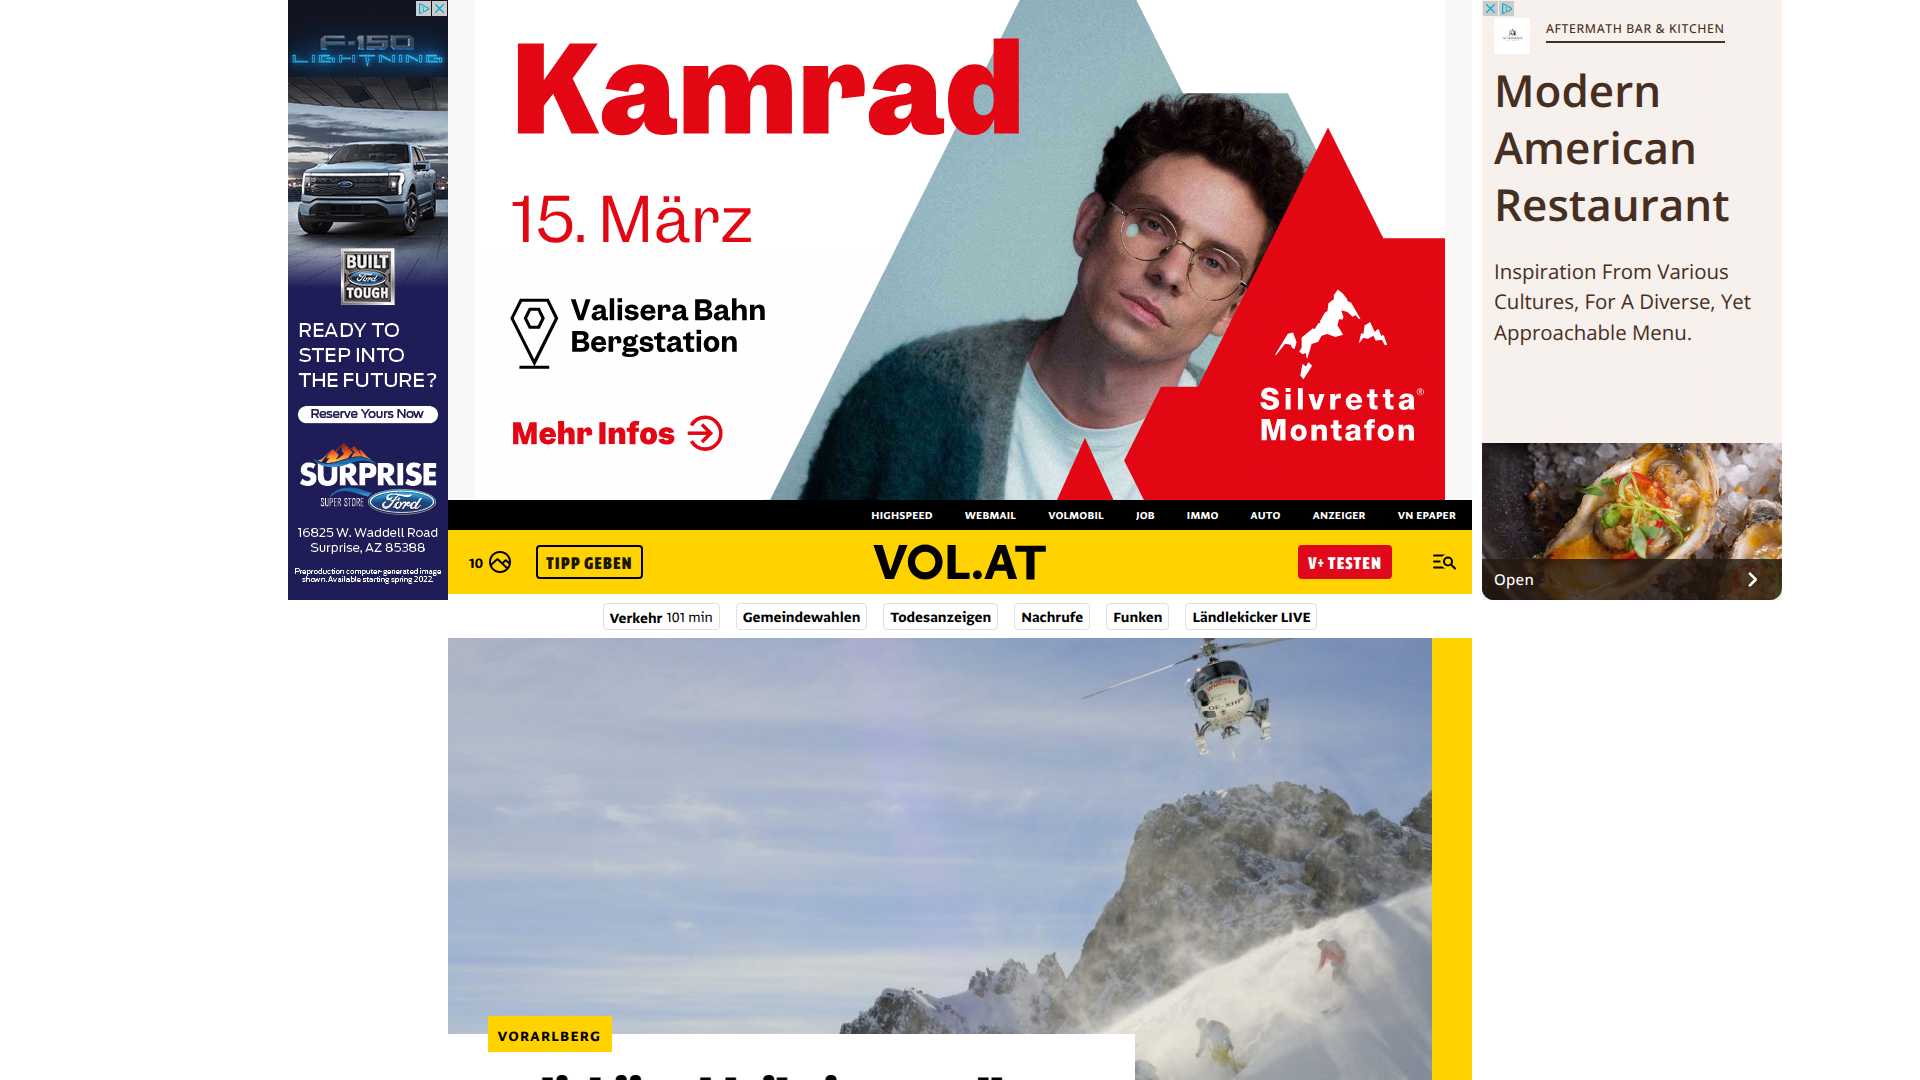 F-150
LIGHTNING
BUILT
Ford
TOUGH
READY TO
STEP INTO
THE FUTURE?
Reserve Yours Now
SURPRISE
SUPER STORE
Ford
16825 W. Waddell Road
Surprise, AZ 85388
Preproduction computer-generated image
shown. Available starting spring 2022.
Kamrad
15. März
Valisera Bahn
Bergstation
Mehr Infos
Silvretta®
Montafon
AFTERMATH BAR & KITCHEN
Modern
American
Restaurant
Inspiration From Various
Cultures, For A Diverse, Yet
Approachable Menu.
Open
HIGHSPEED WEBMAIL VOLMOBIL JOB IMMO AUTO ANZEIGER VN EPAPER
10 TIPP GEBEN VOL.AT V+ TESTEN
Verkehr 101 min Gemeindewahlen Todesanzeigen Nachrufe Funken Ländlekicker LIVE
VORARLBERG